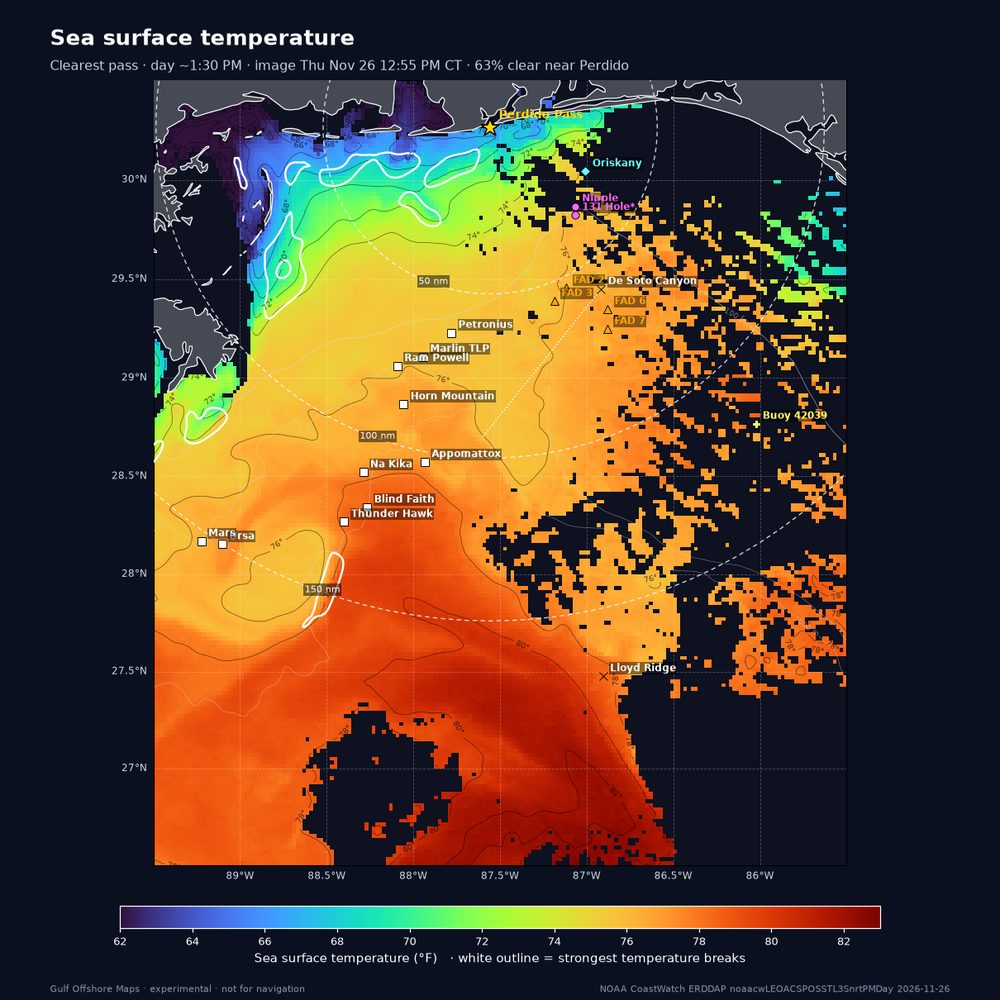 Sea surface temperature
Clearest pass · day ~1:30 PM · image Thu Nov 26 12:55 PM CT · 63% clear near Perdido
Perdido Pass
Oriskany
30°N
Nipple
131 Hole*
29.5°N
50 nm
De Soto Canyon
FAD 3
FAD 6
FAD 7
Petronius
Marlin TLP
Ram Powell
29°N
Horn Mountain
Buoy 42039
100 nm
Appomattox
Na Kika
28.5°N
Blind Faith
Thunder Hawk
Mars
28°N
150 nm
Lloyd Ridge
27.5°N
27°N
89°W 88.5°W 88°W 87.5°W 87°W 86.5°W 86°W
62 64 66 68 70 72 74 76 78 80 82
Sea surface temperature (°F) · white outline = strongest temperature breaks
Gulf Offshore Maps · experimental · not for navigation
NOAA CoastWatch ERDDAP noaacwLEOACSPOSSTL3SnrtPMDay 2026-11-26